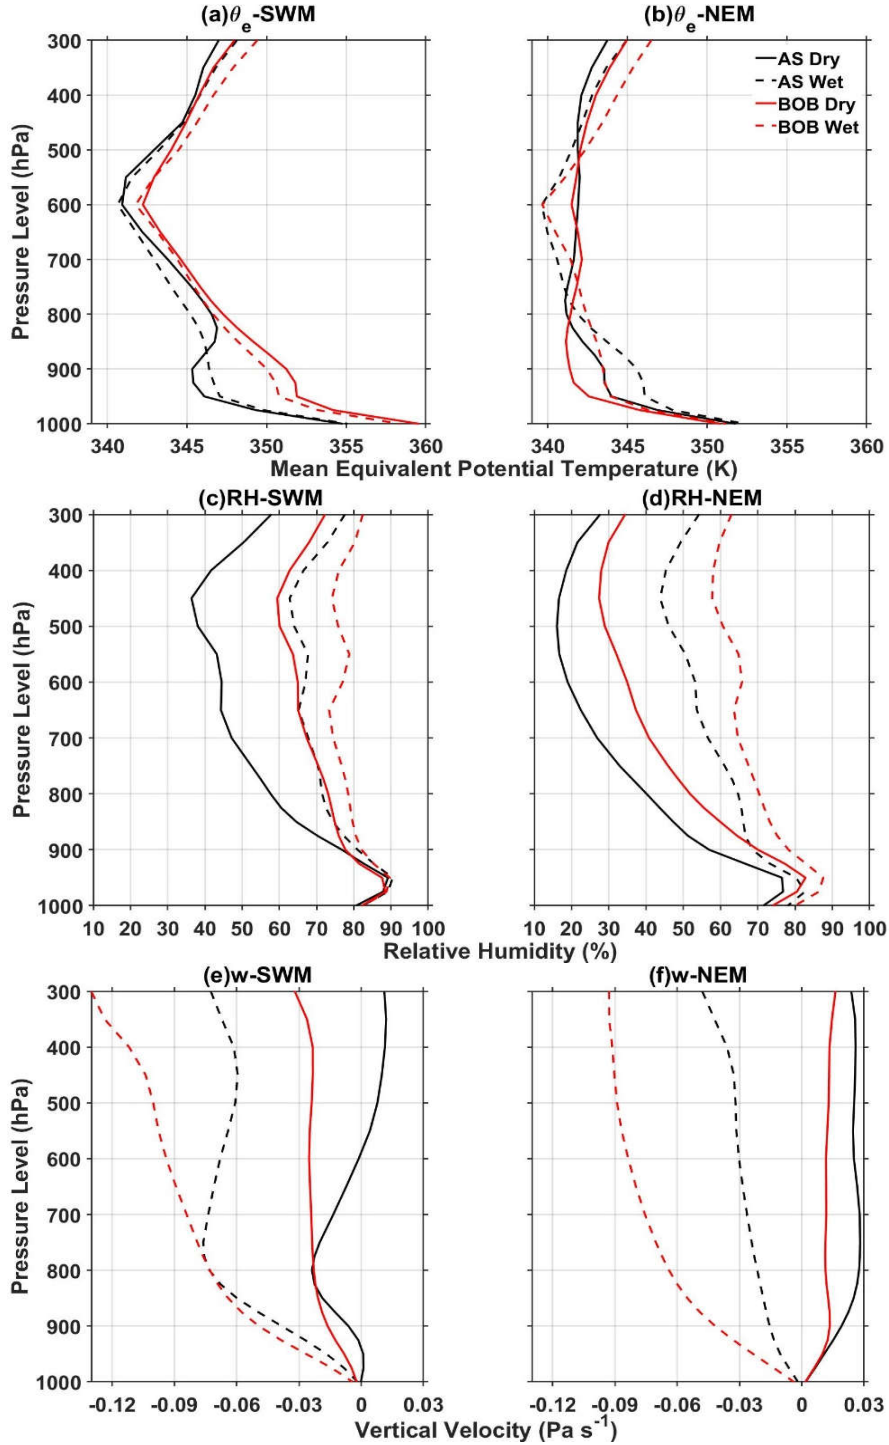 (a)θe-SWM
(b)θe-NEM
300
400
500
600
700
800
900
1000
Pressure Level (hPa)
340
345
350
355
360
340
345
350
355
360
AS Dry
AS Wet
BOB Dry
BOB Wet
Mean Equivalent Potential Temperature (K)
(c)RH-SWM
(d)RH-NEM
300
400
500
600
700
800
900
1000
Pressure Level (hPa)
10 20 30 40 50 60 70 80 90 100
10 20 30 40 50 60 70 80 90 100
Relative Humidity (%)
(e)w-SWM
(f)w-NEM
300
400
500
600
700
800
900
1000
Pressure Level (hPa)
-0.12 -0.09 -0.06 -0.03 0 0.03
-0.12 -0.09 -0.06 -0.03 0 0.03
Vertical Velocity (Pa s-1)